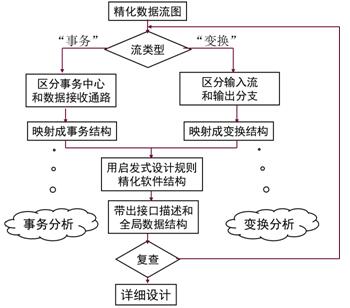 精化数据流图
“事务”
“变换”
流类型
区分事务中心
和数据接收通路
区分输入流
和输出分支
映射成事务结构
映射成变换结构
用启发式设计规则
精化软件结构
带出接口描述和
全局数据结构
事务分析
变换分析
复查
详细设计